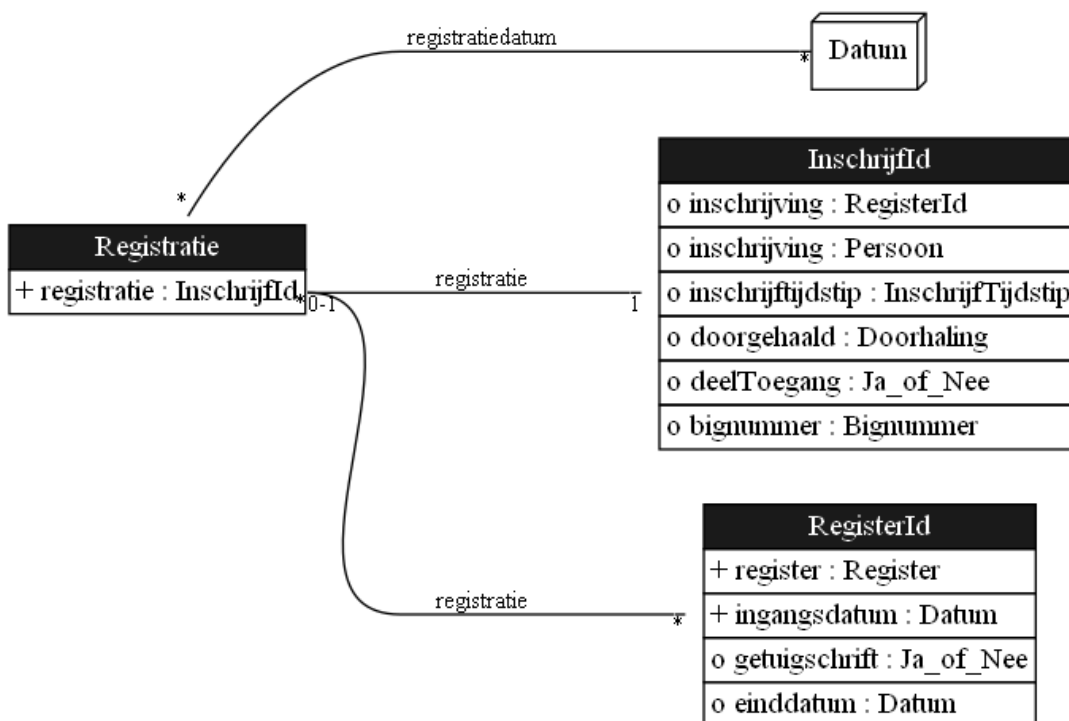 registratiedatum
*
Datum
*
InschrijfId
o inschrijving : RegisterId
o inschrijving : Persoon
o inschrijftijdstip : InschrijfTijdstip
o doorgehaald : Doorhaling
o deelToegang : Ja_of_Nee
o bignummer : Bignummer
Registratie
+ registratie : InschrijfId
*
0-1
registratie
1
RegisterId
+ register : Register
+ ingangsdatum : Datum
o getuigschrift : Ja_of_Nee
o einddatum : Datum
registratie
*